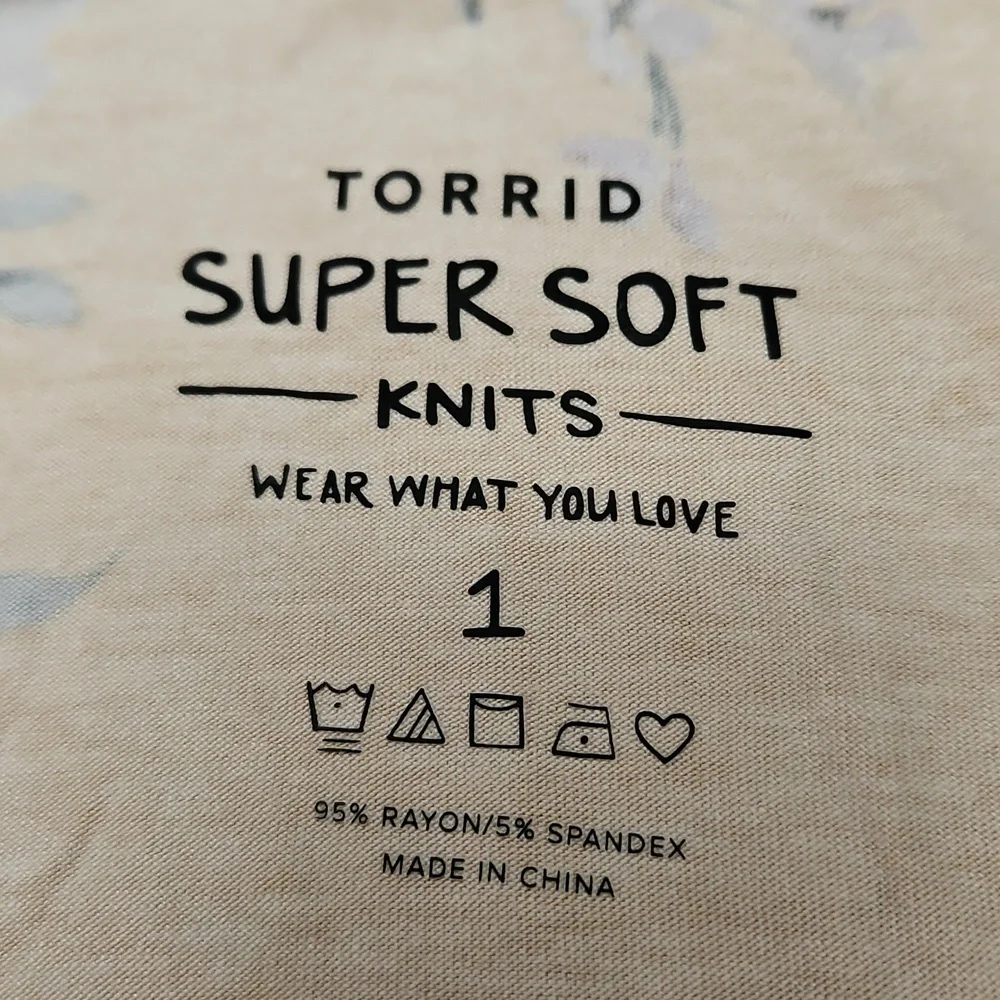 TORRID
SUPER SOFT
KNITS
WEAR WHAT YOU LOVE
1
95% RAYON/5% SPANDEX
MADE IN CHINA